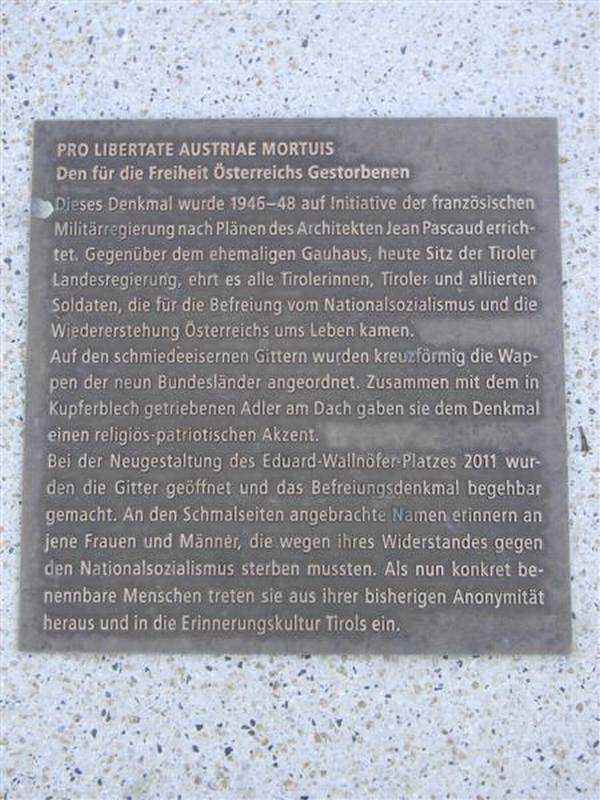 PRO LIBERTATE AUSTRIAE MORTUIS
Den für die Freiheit Österreichs Gestorbenen
Dieses Denkmal wurde 1946–48 auf Initiative der französischen
Militärregierung nach Plänen des Architekten Jean Pascaud errich-
tet. Gegenüber dem ehemaligen Gauhaus, heute Sitz der Tiroler
Landesregierung, ehrt es alle Tirolerinnen, Tiroler und alliierten
Soldaten, die für die Befreiung vom Nationalsozialismus und die
Wiedererstehung Österreichs ums Leben kamen.
Auf den schmiedeeisernen Gittern wurden kreuzförmig die Wap-
pen der neun Bundesländer angeordnet. Zusammen mit dem in
Kupferblech getriebenen Adler am Dach gaben sie dem Denkmal
einen religiös-patriotischen Akzent.
Bei der Neugestaltung des Eduard-Wallnöfer-Platzes 2011 wur-
den die Gitter geöffnet und das Befreiungsdenkmal begehbar
gemacht. An den Schmalseiten angebrachte Namen erinnern an
jene Frauen und Männer, die wegen ihres Widerstandes gegen
den Nationalsozialismus sterben mussten. Als nun konkret be-
nennbare Menschen treten sie aus ihrer bisherigen Anonymität
heraus und in die Erinnerungskultur Tirols ein.